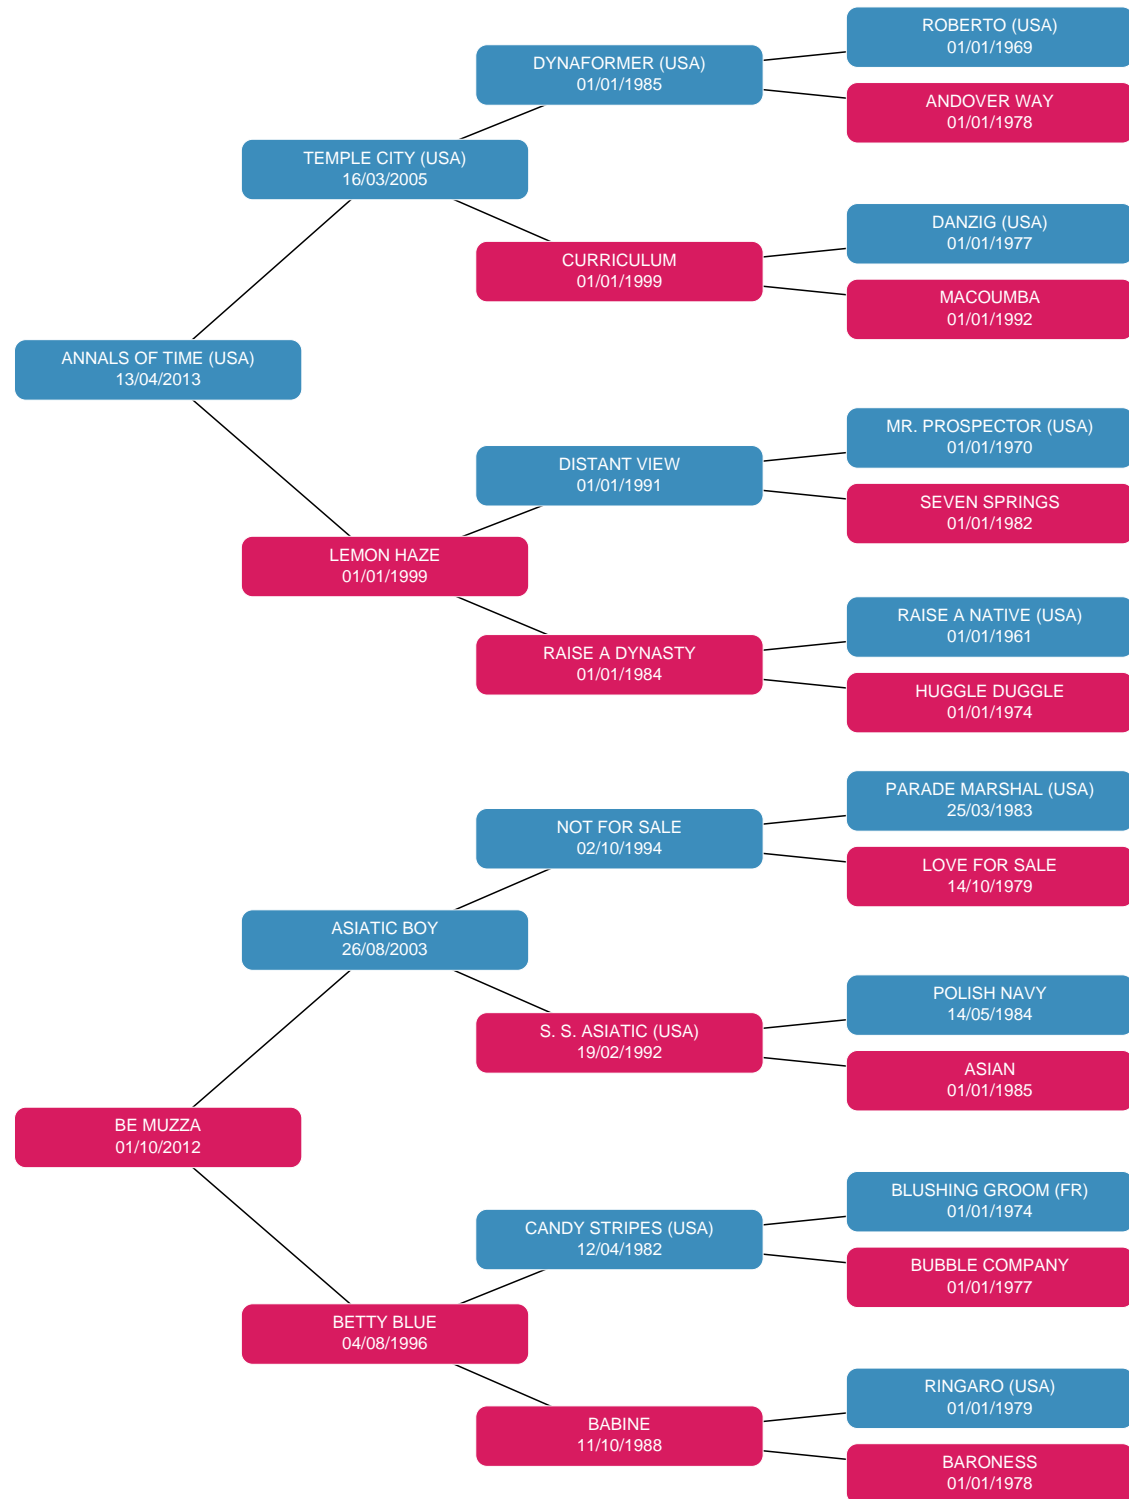 ROBERTO (USA)
01/01/1969
DYNAFORMER (USA)
01/01/1985
ANDOVER WAY
01/01/1978
TEMPLE CITY (USA)
16/03/2005
DANZIG (USA)
01/01/1977
CURRICULUM
01/01/1999
MACOUMBA
01/01/1992
ANNALS OF TIME (USA)
13/04/2013
MR. PROSPECTOR (USA)
01/01/1970
DISTANT VIEW
01/01/1991
SEVEN SPRINGS
01/01/1982
LEMON HAZE
01/01/1999
RAISE A NATIVE (USA)
01/01/1961
RAISE A DYNASTY
01/01/1984
HUGGLE DUGGLE
01/01/1974
PARADE MARSHAL (USA)
25/03/1983
NOT FOR SALE
02/10/1994
LOVE FOR SALE
14/10/1979
ASIATIC BOY
26/08/2003
POLISH NAVY
14/05/1984
S. S. ASIATIC (USA)
19/02/1992
ASIAN
01/01/1985
BE MUZZA
01/10/2012
BLUSHING GROOM (FR)
01/01/1974
CANDY STRIPES (USA)
12/04/1982
BUBBLE COMPANY
01/01/1977
BETTY BLUE
04/08/1996
RINGARO (USA)
01/01/1979
BABINE
11/10/1988
BARONESS
01/01/1978